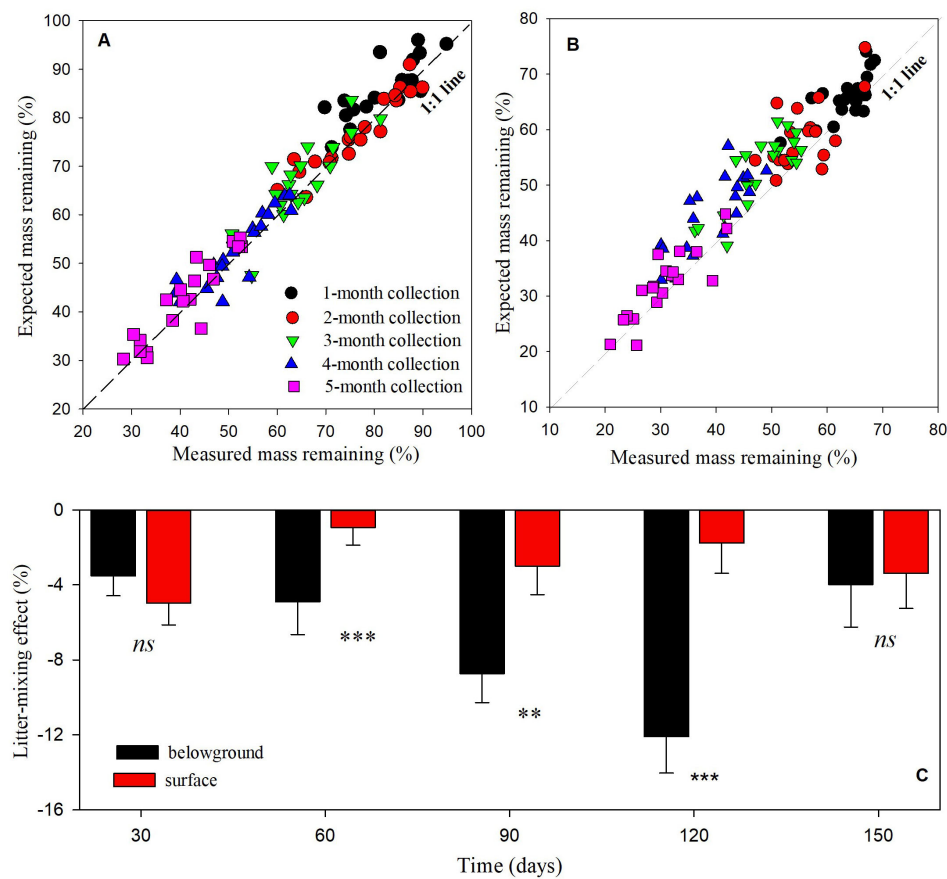 A
100
90
80
70
60
50
40
30
20
Expected mass remaining (%)
1:1 line
1-month collection
2-month collection
3-month collection
4-month collection
5-month collection
20 30 40 50 60 70 80 90 100
Measured mass remaining (%)
B
80
70
60
50
40
30
20
10
Expected mass remaining (%)
1:1 line
10 20 30 40 50 60 70 80
Measured mass remaining (%)
0
-4
-8
-12
-16
Litter-mixing effect (%)
ns
***
**
***
ns
belowground
surface
C
30 60 90 120 150
Time (days)